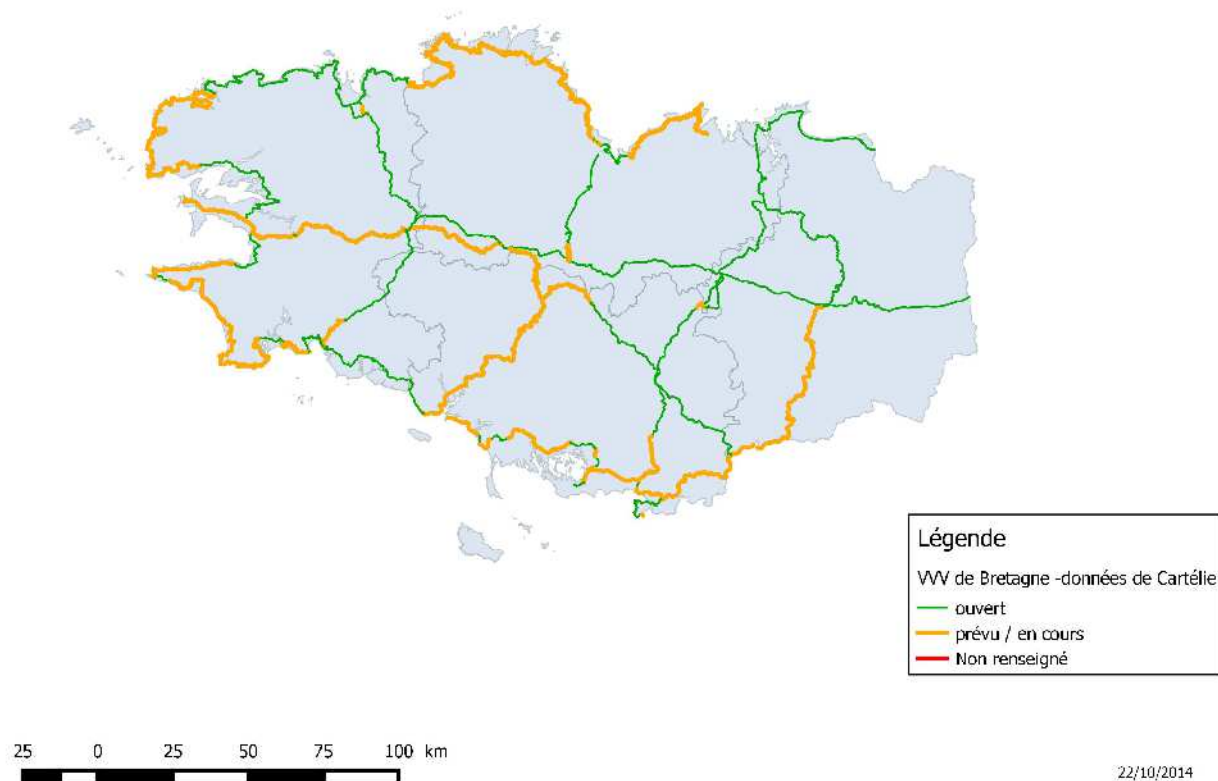 Légende
VVV de Bretagne -données de Cartélie
ouvert
prévu / en cours
Non renseigné
25 0 25 50 75 100 km
22/10/2014